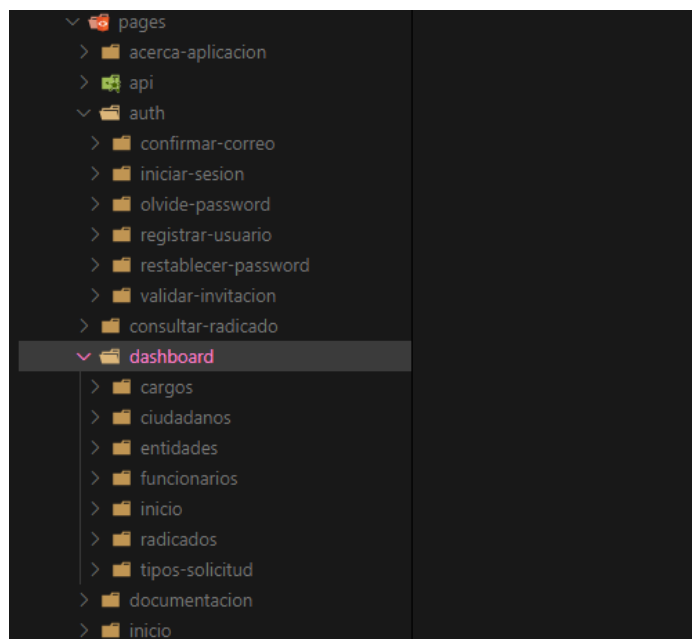 pages
acerca-aplicacion
api
auth
confirmar-correo
iniciar-sesion
olvide-password
registrar-usuario
restablecer-password
validar-invitacion
consultar-radicado
dashboard
cargos
ciudadanos
entidades
funcionarios
inicio
radicados
tipos-solicitud
documentacion
inicio